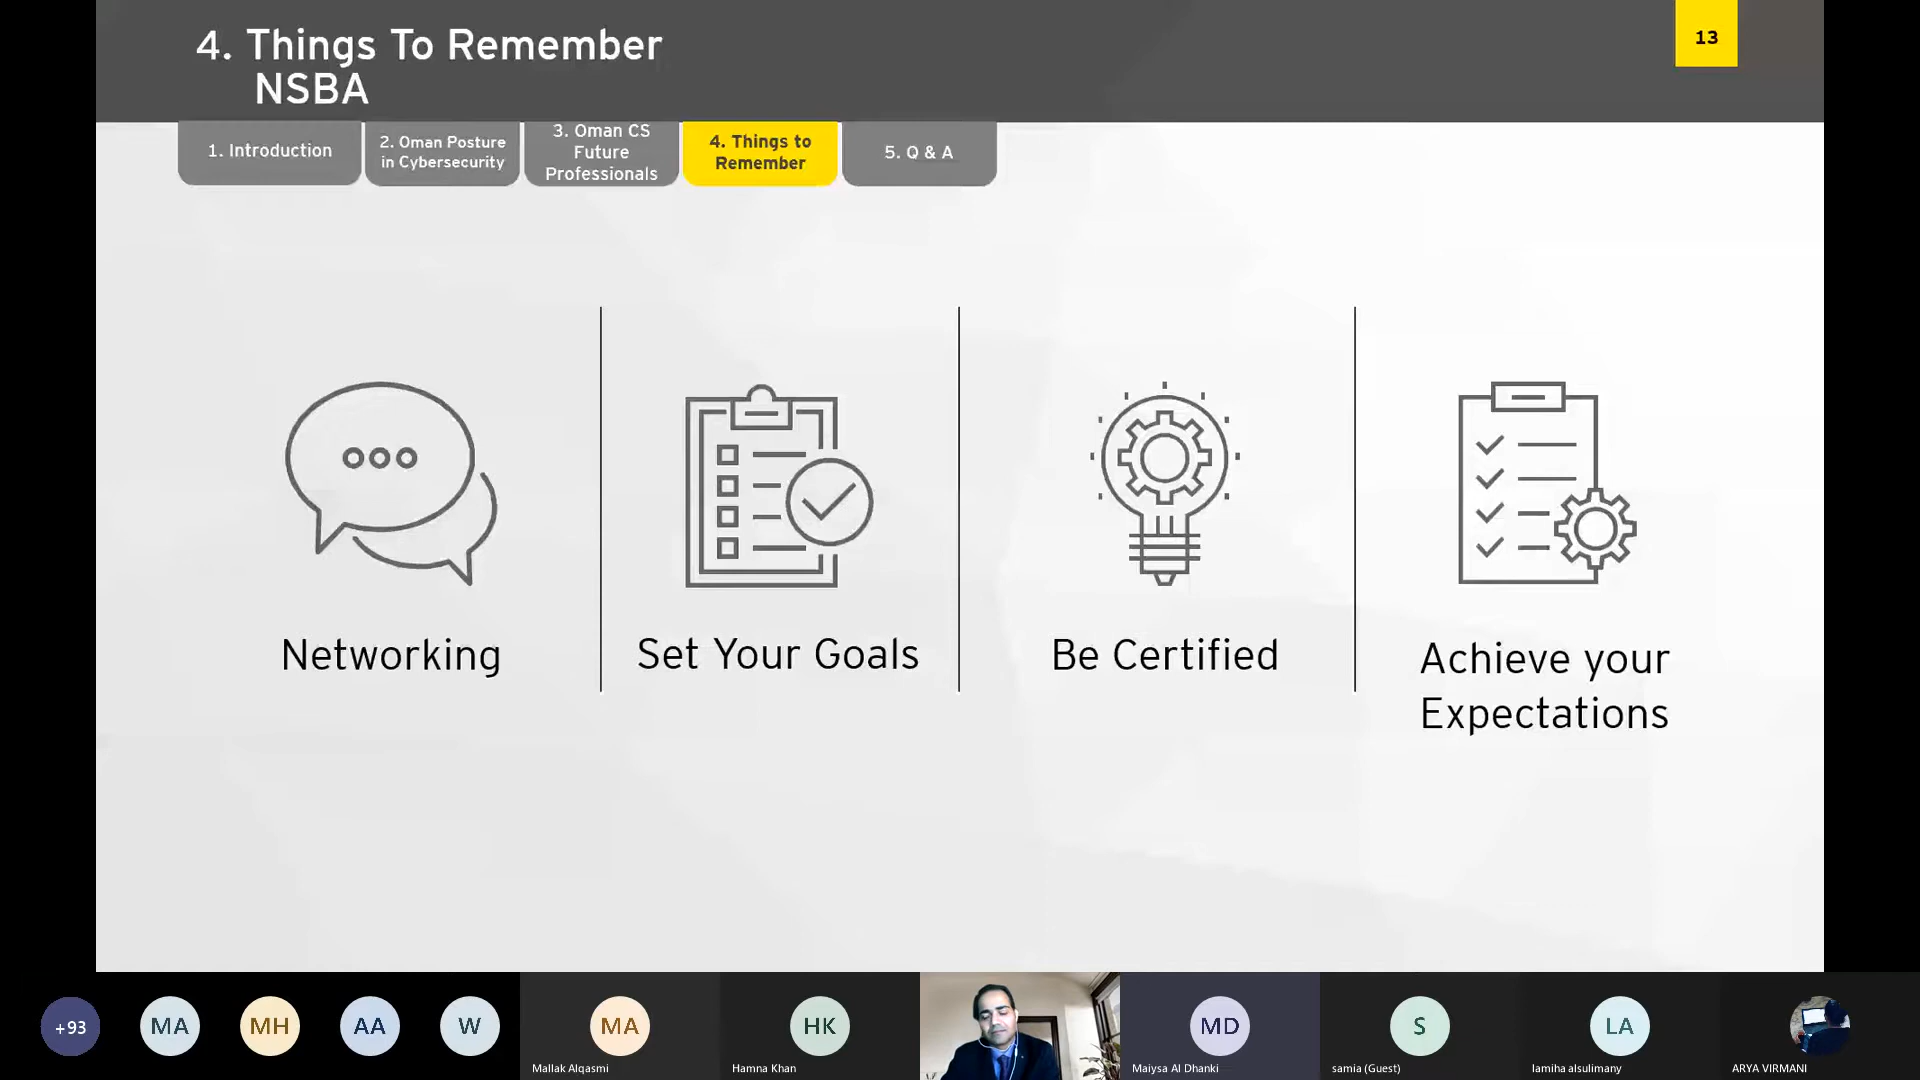 4. Things To Remember
NSBA
13
1. Introduction
2. Oman Posture
in Cybersecurity
3. Oman CS
Future
Professionals
4. Things to
Remember
5. Q & A
Networking
Set Your Goals
Be Certified
Achieve your
Expectations
+93
MA
MH
AA
W
MA
HK
MD
S
LA
Mallak Alqasmi
Hamna Khan
Maiysa Al Dhanki
samia (Guest)
lamiha alsulimany
ARYA VIRMANI